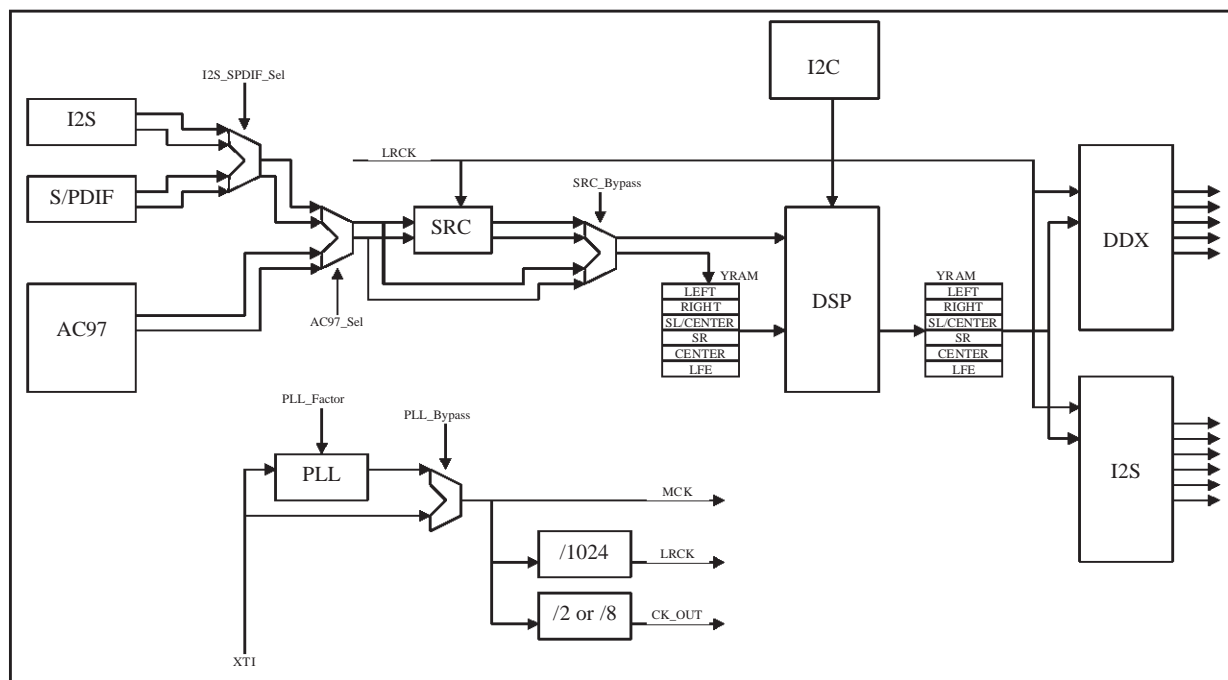 I2C
I2S_SPDIF_Sel
I2S
S/PDIF
LRCK
SRC_Bypass
SRC
DDX
YRAM
LEFT
RIGHT
SL/CENTER
SR
CENTER
LFE
DSP
YRAM
LEFT
RIGHT
SL/CENTER
SR
CENTER
LFE
AC97
AC97_Sel
PLL_Factor
PLL_Bypass
PLL
MCK
I2S
/1024
LRCK
/2 or /8
CK_OUT
XTI